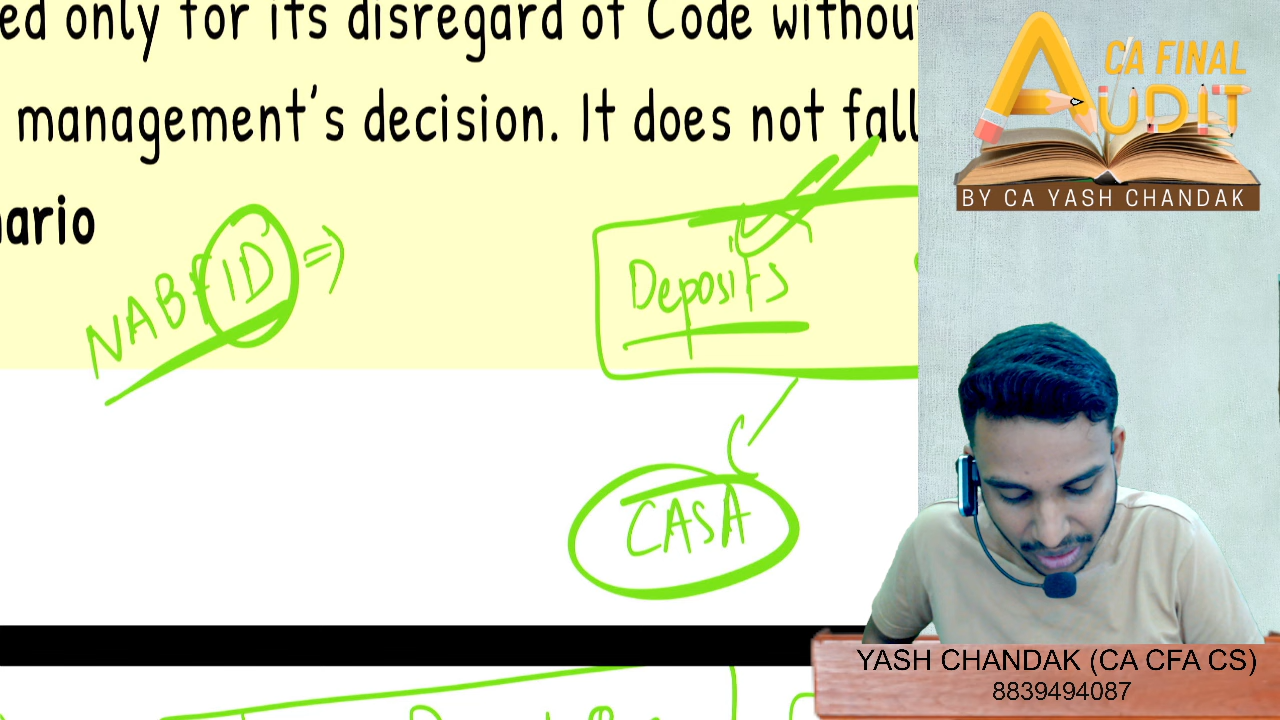 ed only for its disregard of Code withou
management's decision. It does not fall
nario
NABFID =>
Deposits
CASA
CA FINAL
AUDIT
BY CA YASH CHANDAK
YASH CHANDAK (CA CFA CS)
8839494087